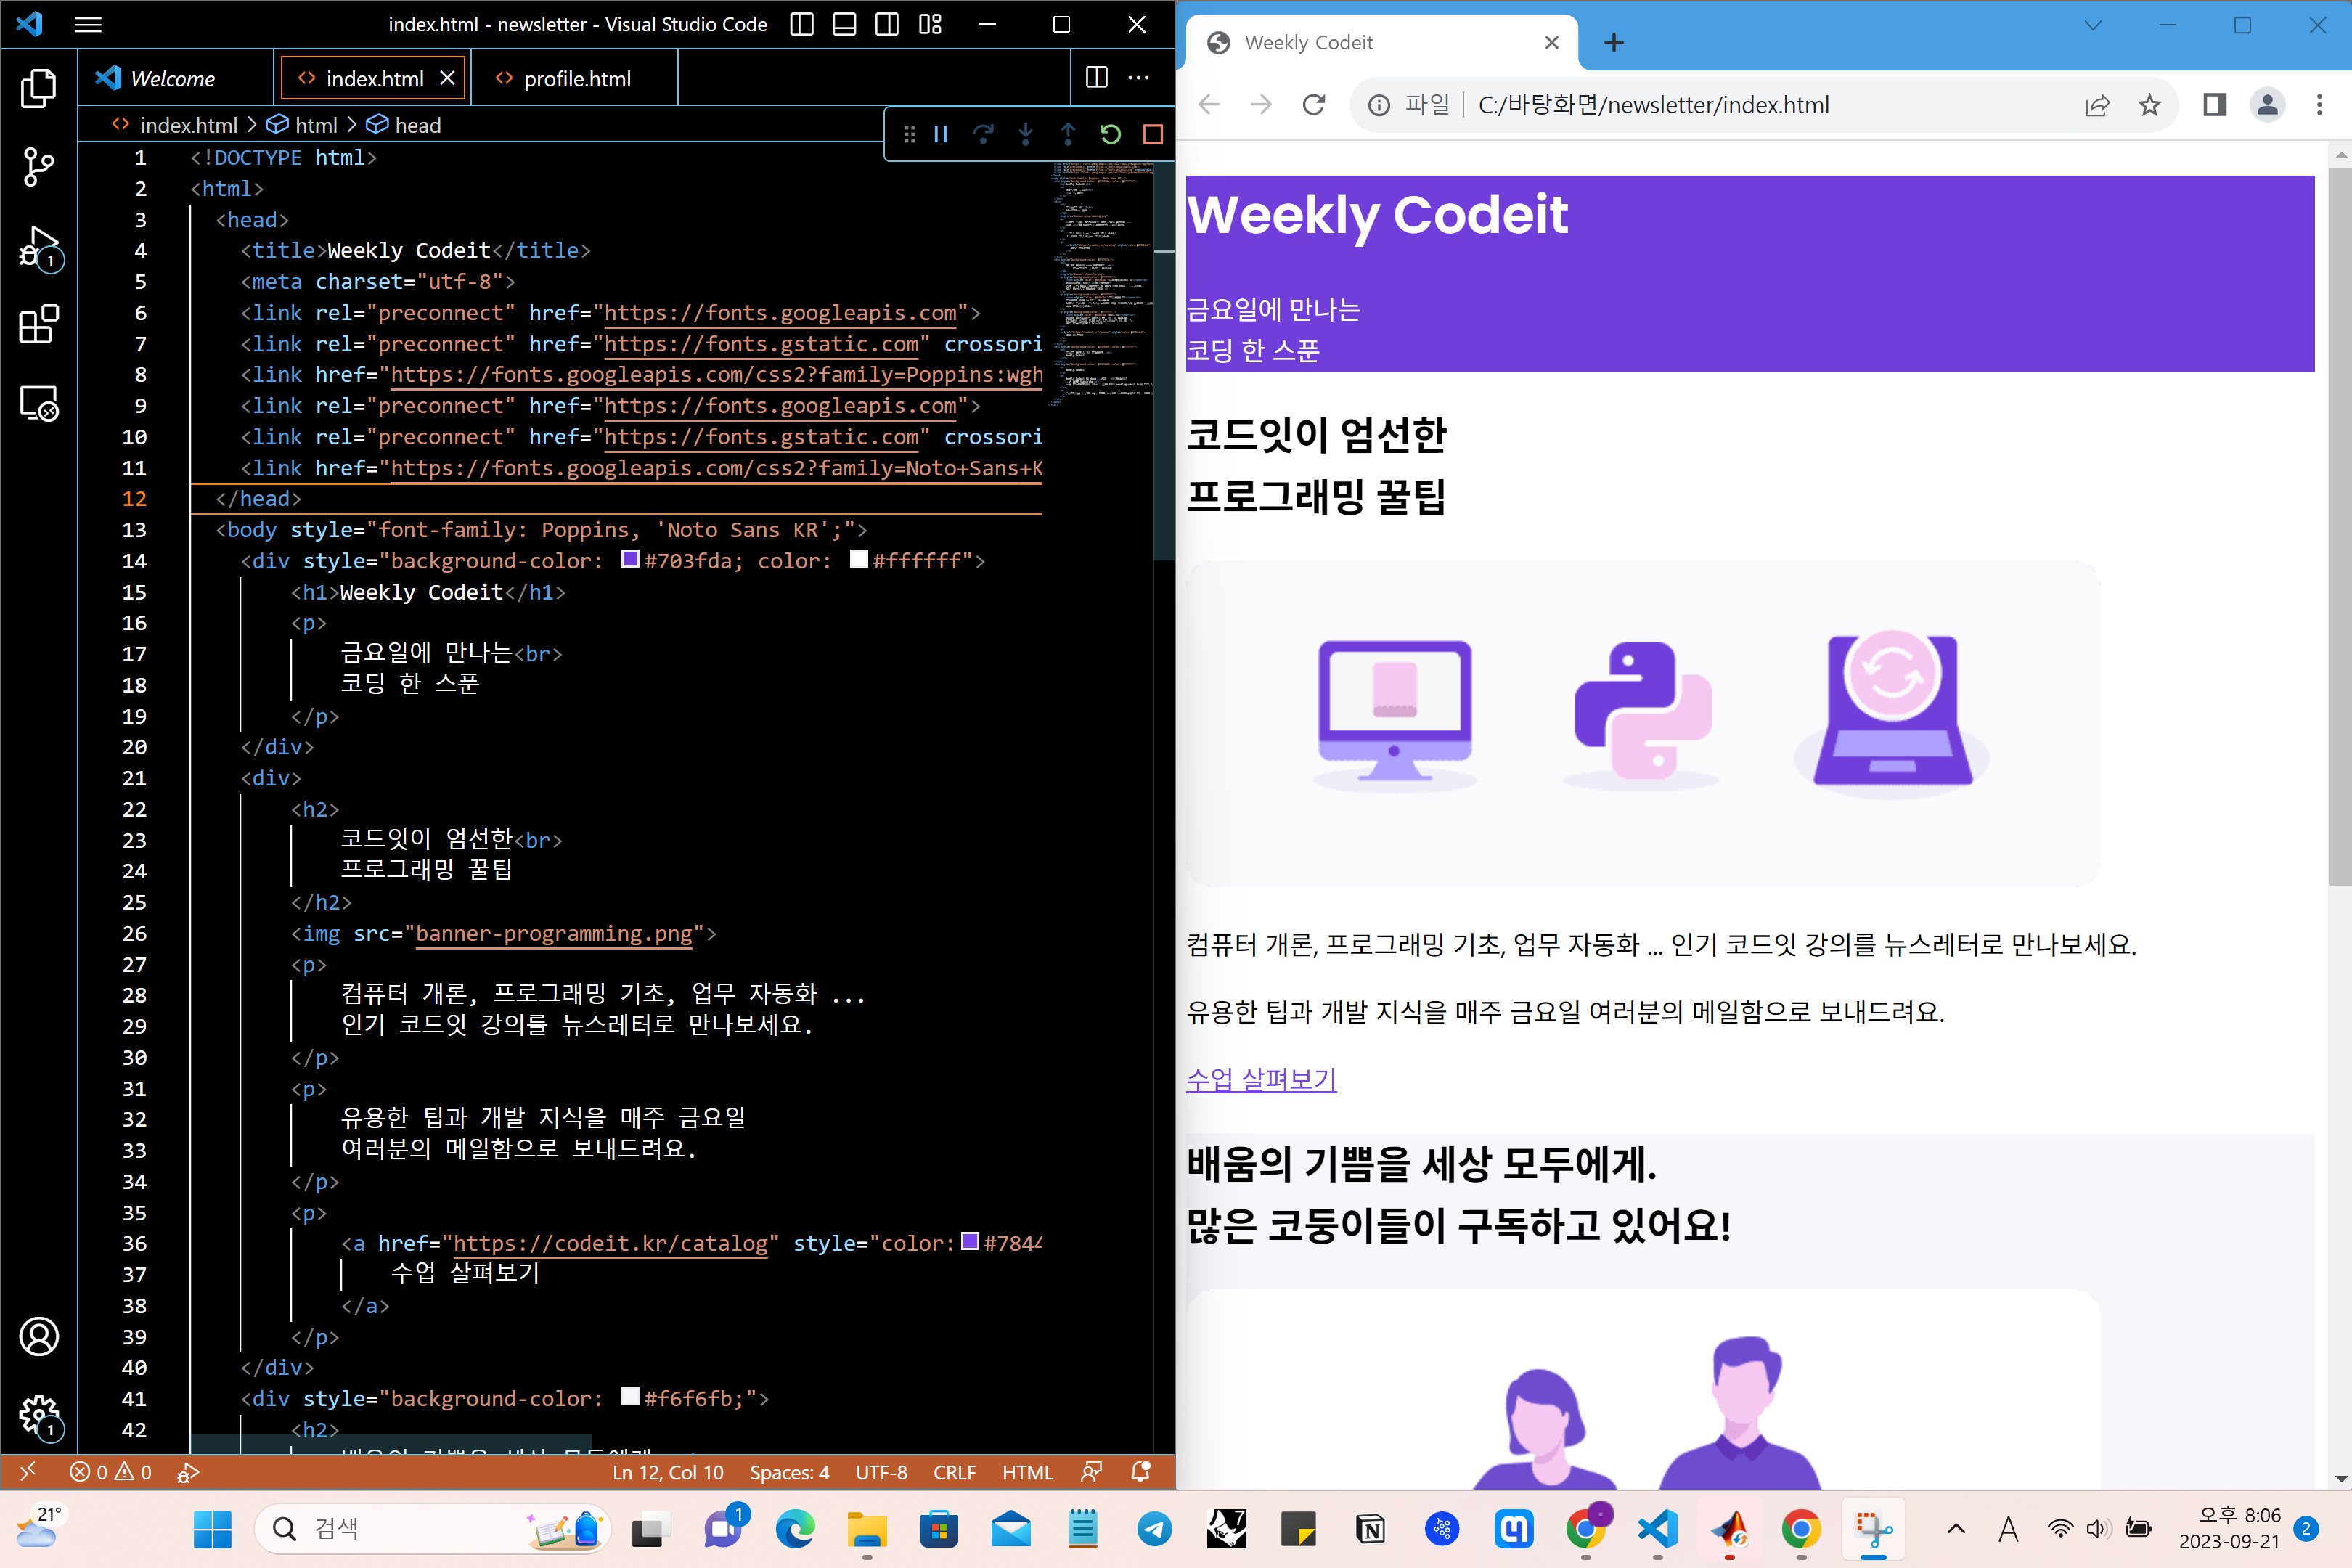 index.html - newsletter - Visual Studio Code
Welcome
index.html
profile.html
index.html > html > head
1 <!DOCTYPE html>
2 <html>
3 <head>
4 <title>Weekly Codeit</title>
5 <meta charset="utf-8">
6 <link rel="preconnect" href="https://fonts.googleapis.com">
7 <link rel="preconnect" href="https://fonts.gstatic.com" crossori
8 <link href="https://fonts.googleapis.com/css2?family=Poppins:wgh
9 <link rel="preconnect" href="https://fonts.googleapis.com">
10 <link rel="preconnect" href="https://fonts.gstatic.com" crossori
11 <link href="https://fonts.googleapis.com/css2?family=Noto+Sans+K
12 </head>
13 <body style="font-family: Poppins, 'Noto Sans KR';">
14 <div style="background-color: #703fda; color: #ffffff">
15 <h1>Weekly Codeit</h1>
16 <p>
17 금요일에 만나는<br>
18 코딩 한 스푼
19 </p>
20 </div>
21 <div>
22 <h2>
23 코드잇이 엄선한<br>
24 프로그래밍 꿀팁
25 </h2>
26 <img src="banner-programming.png">
27 <p>
28 컴퓨터 개론, 프로그래밍 기초, 업무 자동화 ...
29 인기 코드잇 강의를 뉴스레터로 만나보세요.
30 </p>
31 <p>
32 유용한 팁과 개발 지식을 매주 금요일
33 여러분의 메일함으로 보내드려요.
34 </p>
35 <p>
36 <a href="https://codeit.kr/catalog" style="color:#7844
37 수업 살펴보기
38 </a>
39 </p>
40 </div>
41 <div style="background-color: #f6f6fb;">
42 <h2>
1
1
0 0
Ln 12, Col 10
Spaces: 4
UTF-8
CRLF
HTML
Weekly Codeit
파일
C:/바탕화면/newsletter/index.html
Weekly Codeit
금요일에 만나는
코딩 한 스푼
코드잇이 엄선한
프로그래밍 꿀팁
컴퓨터 개론, 프로그래밍 기초, 업무 자동화 ... 인기 코드잇 강의를 뉴스레터로 만나보세요.
유용한 팁과 개발 지식을 매주 금요일 여러분의 메일함으로 보내드려요.
수업 살펴보기
배움의 기쁨을 세상 모두에게.
많은 코둥이들이 구독하고 있어요!
21°
검색
1
7
A
오후 8:06
2023-09-21
2